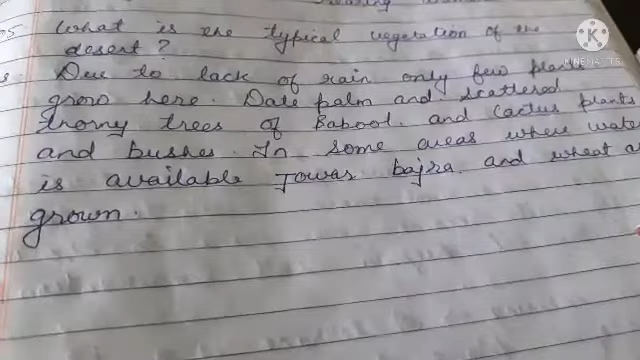 What is the typical vegetation of the
desert?
Due to lack of rain only few plants
grow here. Date palm and scattered
thorny trees of Babool. and Cactus plants
and bushes. In some areas where water
is available Jowar bajra and wheat a
grown.
KINEMASTER